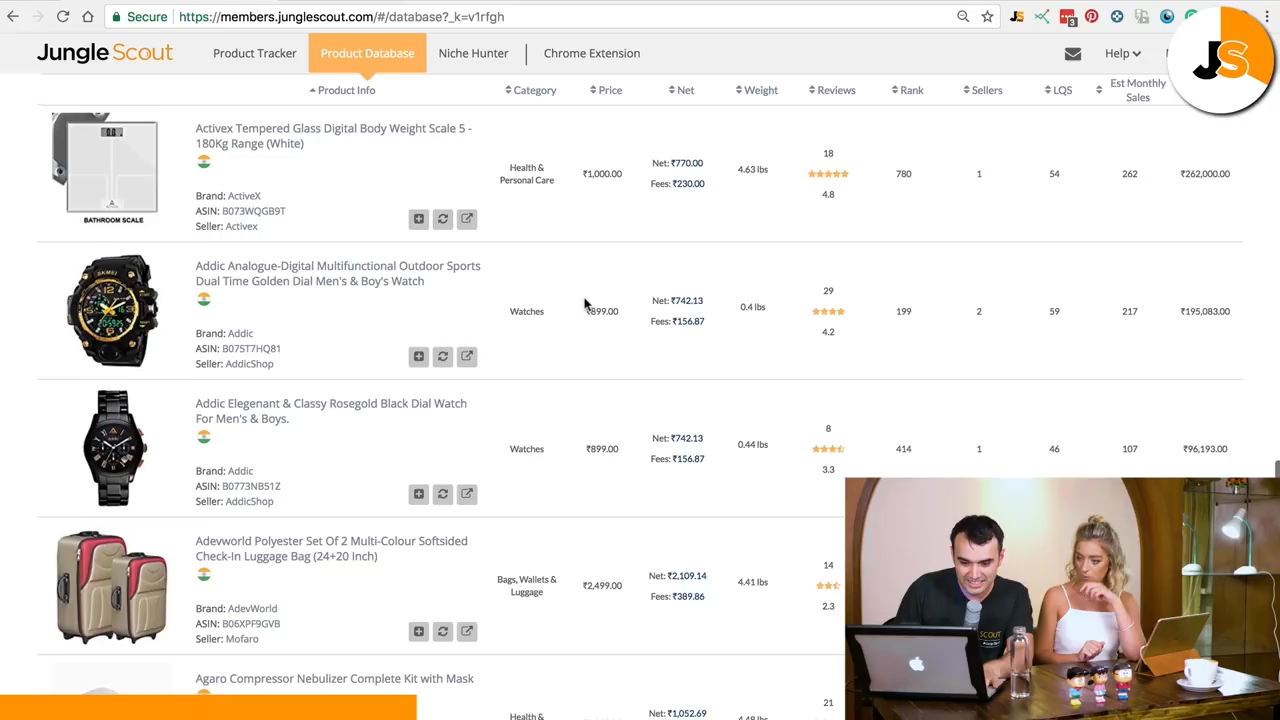 Secure https://members.junglescout.com/#/database?_k=v1rfgh
3
Jungle Scout Product Tracker Product Database Niche Hunter Chrome Extension Help
JS
Product Info Category Price Net Weight Reviews Rank Sellers LQS Est Monthly Sales
Activex Tempered Glass Digital Body Weight Scale 5 -
180Kg Range (White)
Brand: ActiveX
ASIN: B073WQGB9T
Seller: Activex
BATHROOM SCALE
Health &
Personal Care
₹1,000.00
Net: ₹770.00
Fees: ₹230.00
4.63 lbs
18
4.8
780
1
54
262
₹262,000.00
Addic Analogue-Digital Multifunctional Outdoor Sports
Dual Time Golden Dial Men's & Boy's Watch
Brand: Addic
ASIN: B075T7HQ81
Seller: AddicShop
SKMEI
Watches
₹899.00
Net: ₹742.13
Fees: ₹156.87
0.4 lbs
29
4.2
199
2
59
217
₹195,083.00
Addic Elegenant & Classy Rosegold Black Dial Watch
For Men's & Boys.
Brand: Addic
ASIN: B0773NB51Z
Seller: AddicShop
Watches
₹899.00
Net: ₹742.13
Fees: ₹156.87
0.44 lbs
8
3.3
414
1
46
107
₹96,193.00
Adevworld Polyester Set Of 2 Multi-Colour Softsided
Check-In Luggage Bag (24+20 Inch)
Brand: AdevWorld
ASIN: B06XPF9GVB
Seller: Mofaro
Bags, Wallets &
Luggage
₹2,499.00
Net: ₹2,109.14
Fees: ₹389.86
4.41 lbs
14
2.3
Agaro Compressor Nebulizer Complete Kit with Mask
Health &
Net: ₹1,052.69
4.48 lbs
21
SCOUT